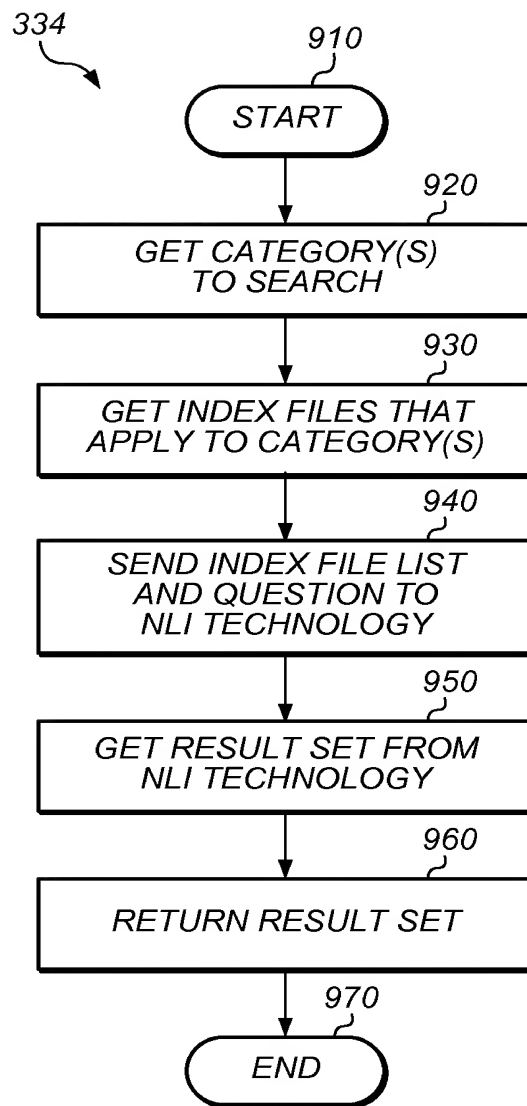 334
910
START
920
GET CATEGORY(S)
TO SEARCH
930
GET INDEX FILES THAT
APPLY TO CATEGORY(S)
940
SEND INDEX FILE LIST
AND QUESTION TO
NLI TECHNOLOGY
950
GET RESULT SET FROM
NLI TECHNOLOGY
960
RETURN RESULT SET
970
END